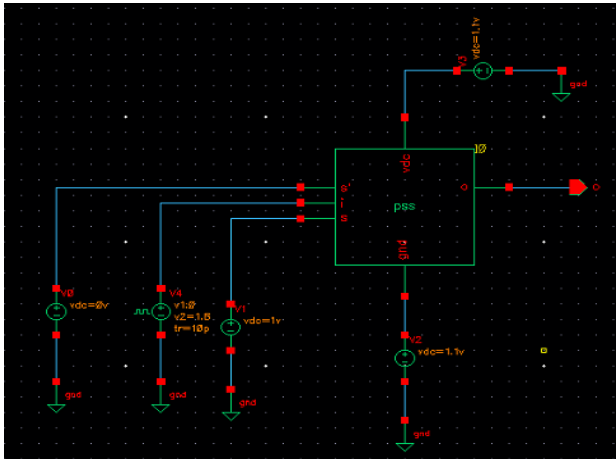 V3
vdc=1.1v
gnd
I0
vdc
s'
i'
s
pss
o
o
gnd
V0
vdc=0v
V4
v1:0
v2=1.8
tr=10p
V1
vdc=1v
V2
vdc=1.1v
gnd
gnd
gnd
gnd